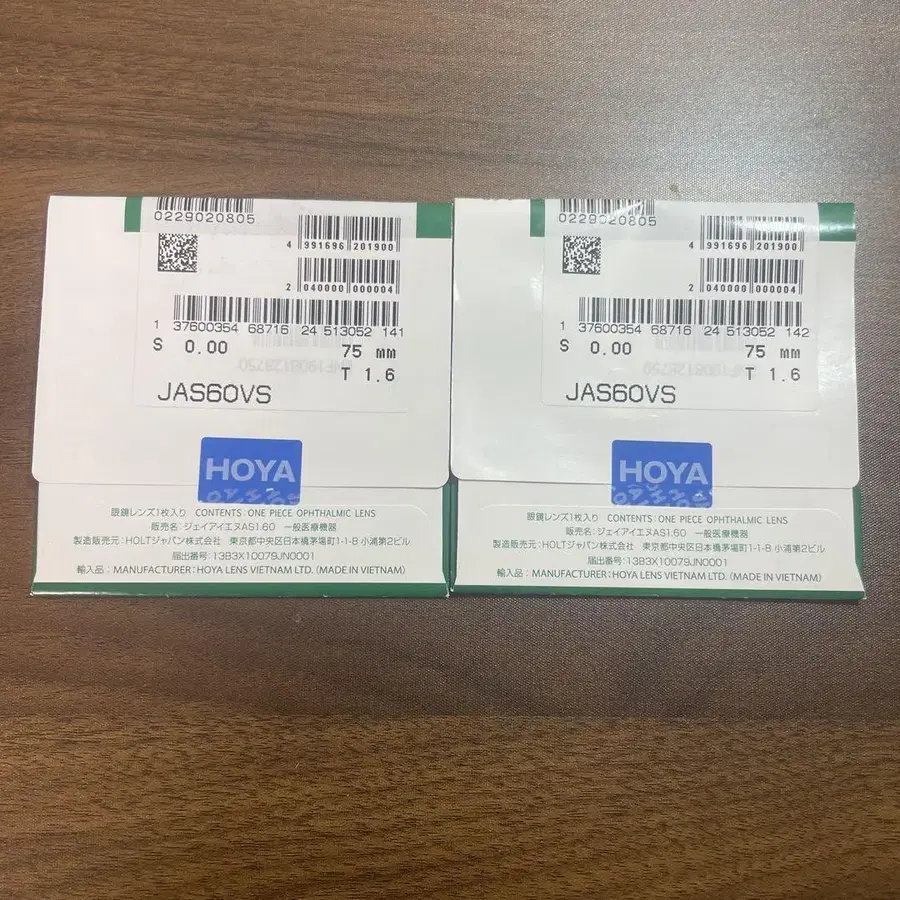 0229020805
4 991696 201900
2 040000 000004
1 37600354 68716 24 513052 141
S 0.00 75 mm
T 1.6
JAS60VS
HOYA
眼鏡レンズ1枚入り CONTENTS:ONE PIECE OPHTHALMIC LENS
販売名:ジェイアイエヌAS1.60 一般医療機器
製造販売元:HOLTジャパン株式会社 東京都中央区日本橋茅場町1-1-8 小浦第2ビル
届出番号:13B3X10079JN0001
輸入品:MANUFACTURER:HOYA LENS VIETNAM LTD. (MADE IN VIETNAM)
0229020805
4 991696 201900
2 040000 000004
1 37600354 68716 24 513052 142
S 0.00 75 mm
T 1.6
JAS60VS
HOYA
眼鏡レンズ1枚入り CONTENTS:ONE PIECE OPHTHALMIC LENS
販売名:ジェイアイエヌAS1.60 一般医療機器
製造販売元:HOLTジャパン株式会社 東京都中央区日本橋茅場町1-1-8 小浦第2ビル
届出番号:13B3X10079JN0001
輸入品:MANUFACTURER:HOYA LENS VIETNAM LTD. (MADE IN VIETNAM)